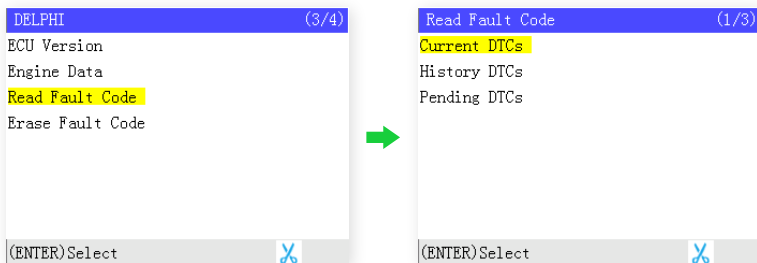 DELPHI (3/4)
ECU Version
Engine Data
Read Fault Code
Erase Fault Code
(ENTER)Select
Read Fault Code (1/3)
Current DTCs
History DTCs
Pending DTCs
(ENTER)Select